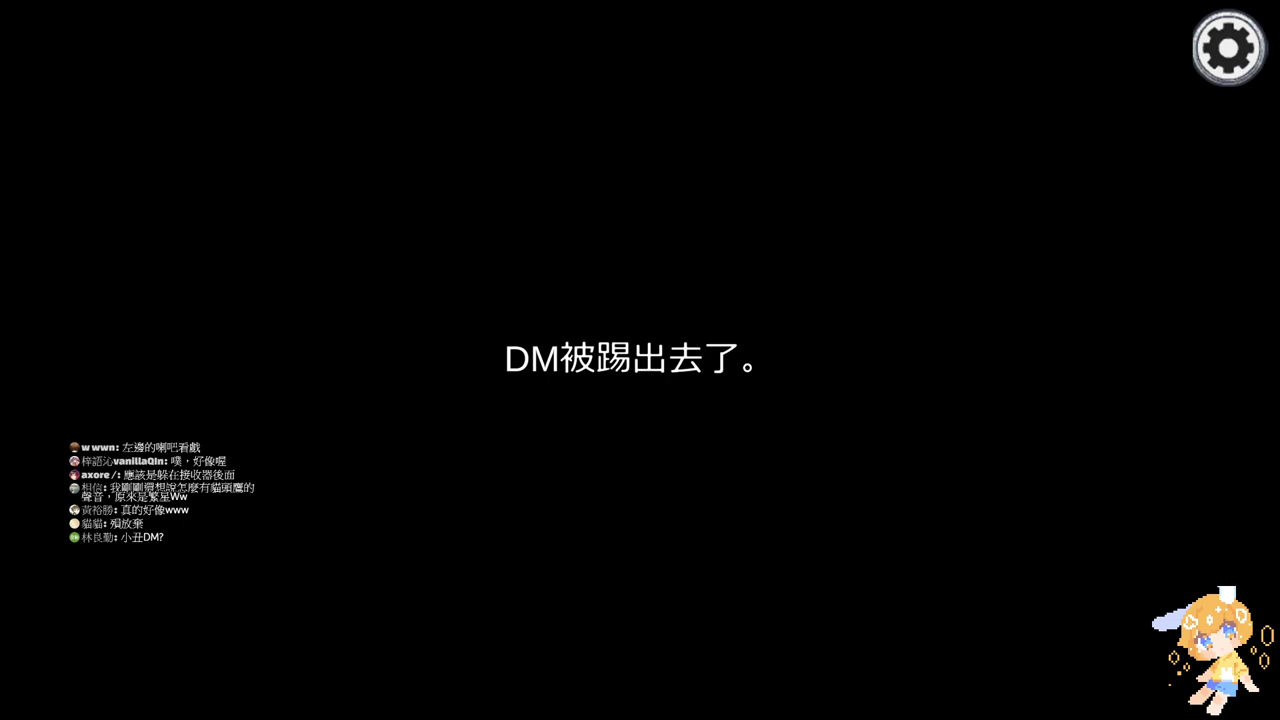 DM被踢出去了。
w wwn: 左邊的喇吧看戲
梓語沁vanillaQin: 噗，好像喔
axore /: 應該是躲在接收器後面
相信: 我剛剛還想說怎麼有貓頭鷹的
聲音，原來是繁星Ww
黃裕勝: 真的好像www
貓貓: 殞放棄
林良勳: 小丑DM?